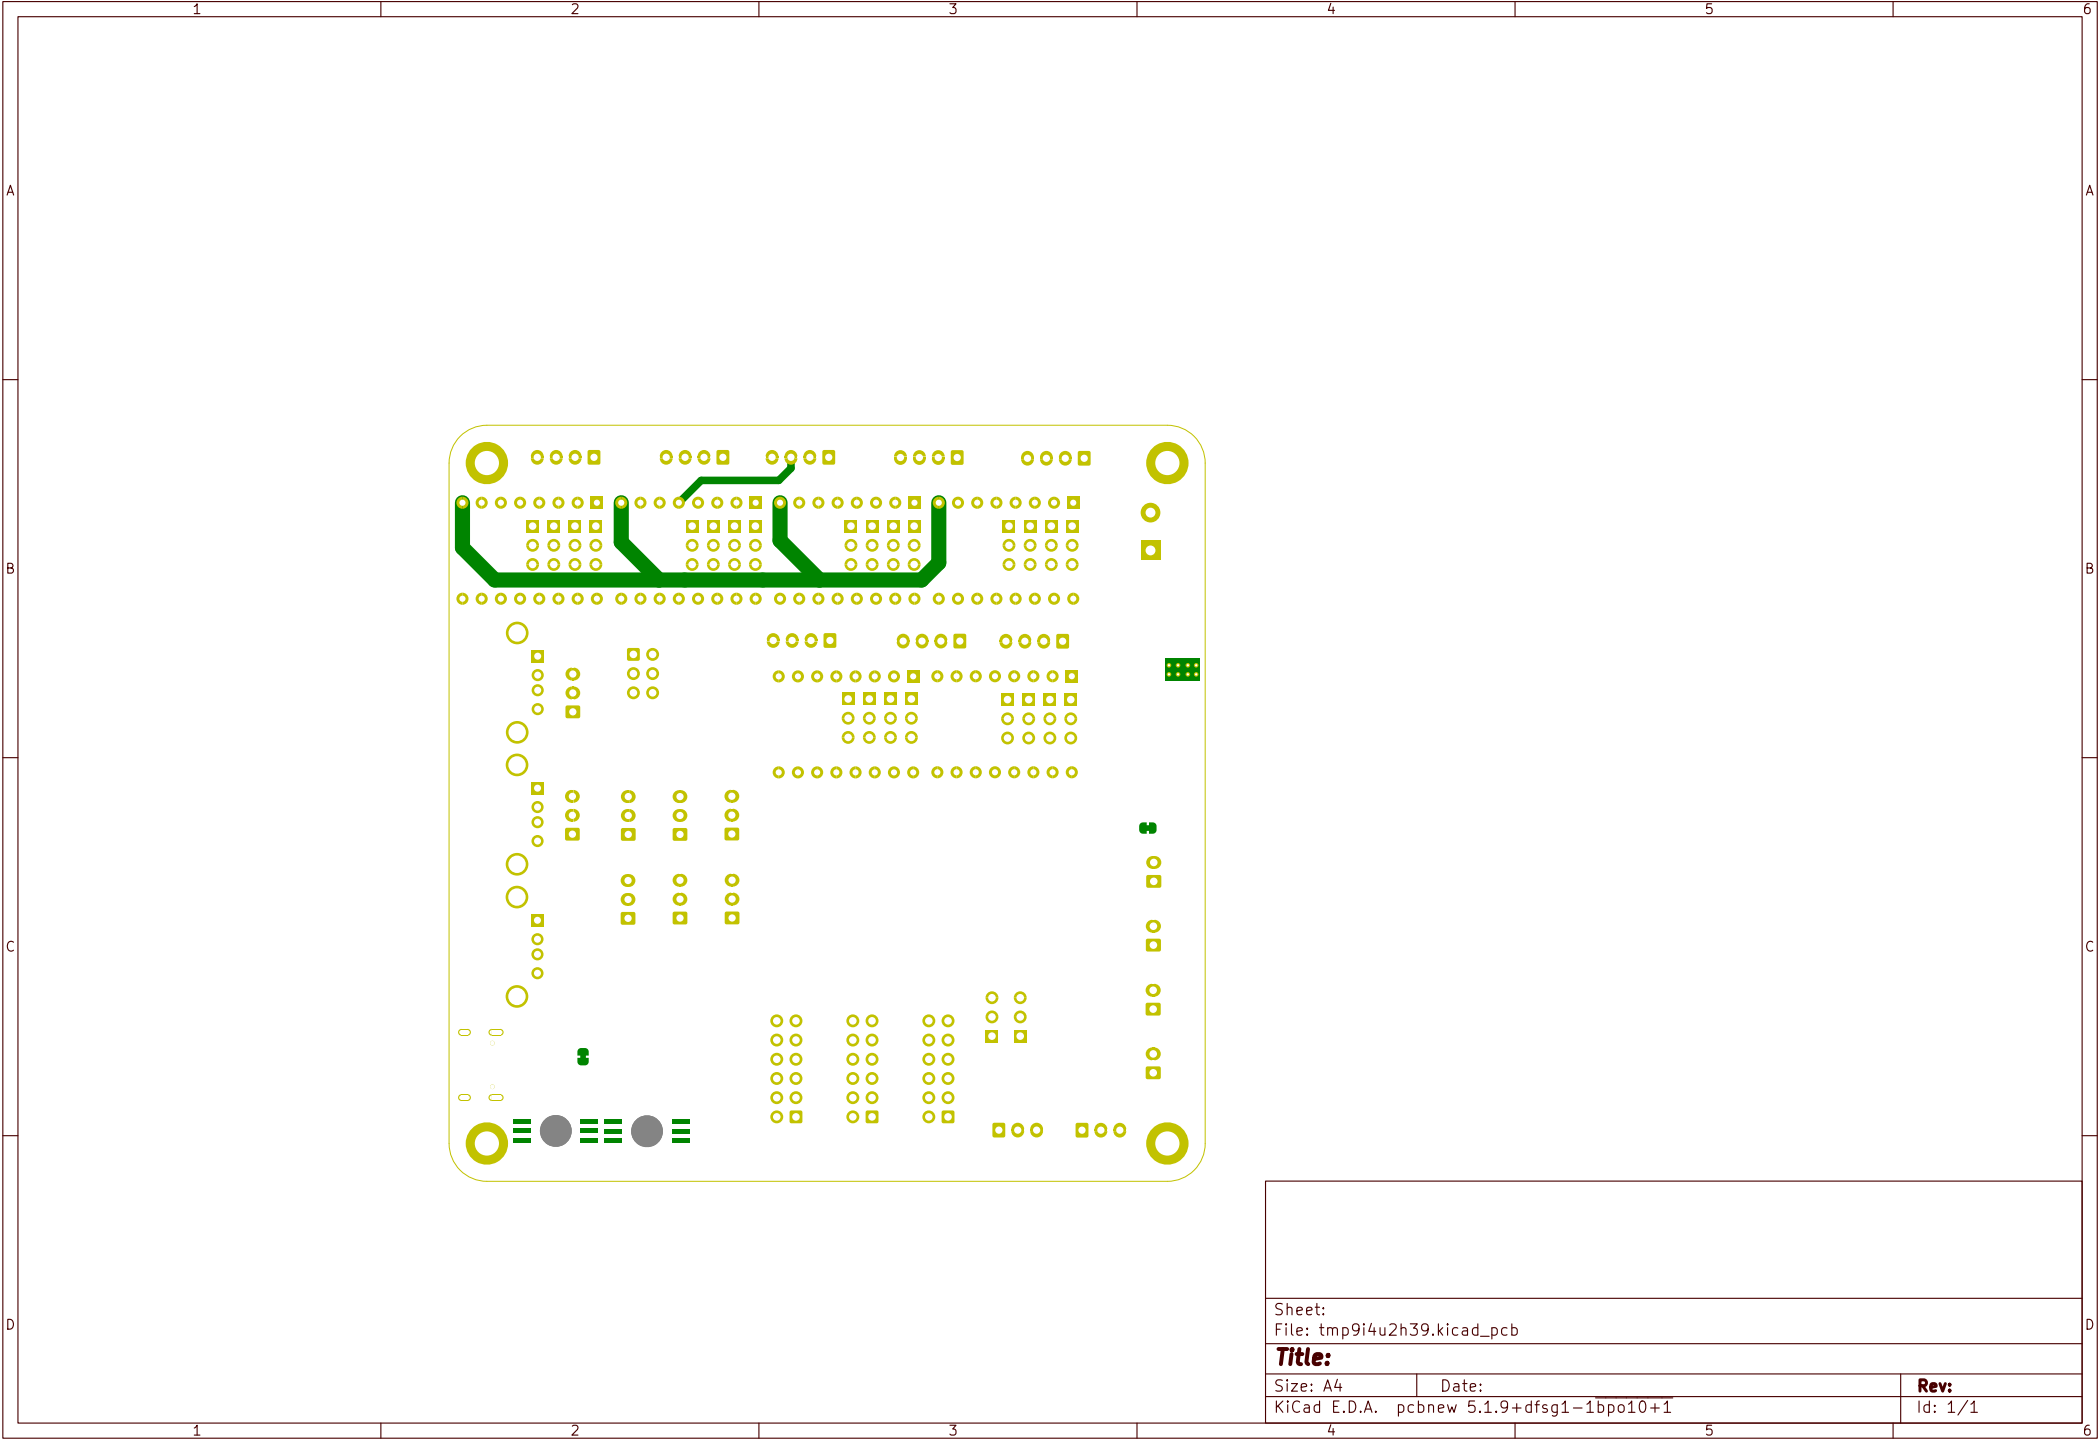 1 2 3 4 5 6
A A
B B
C C
Sheet:
File: tmp9i4u2h39.kicad_pcb
D D
Title:
Size: A4 Date: Rev:
KiCad E.D.A. pcbnew 5.1.9+dfsg1-1bpo10+1 Id: 1/1
1 2 3 4 5 6